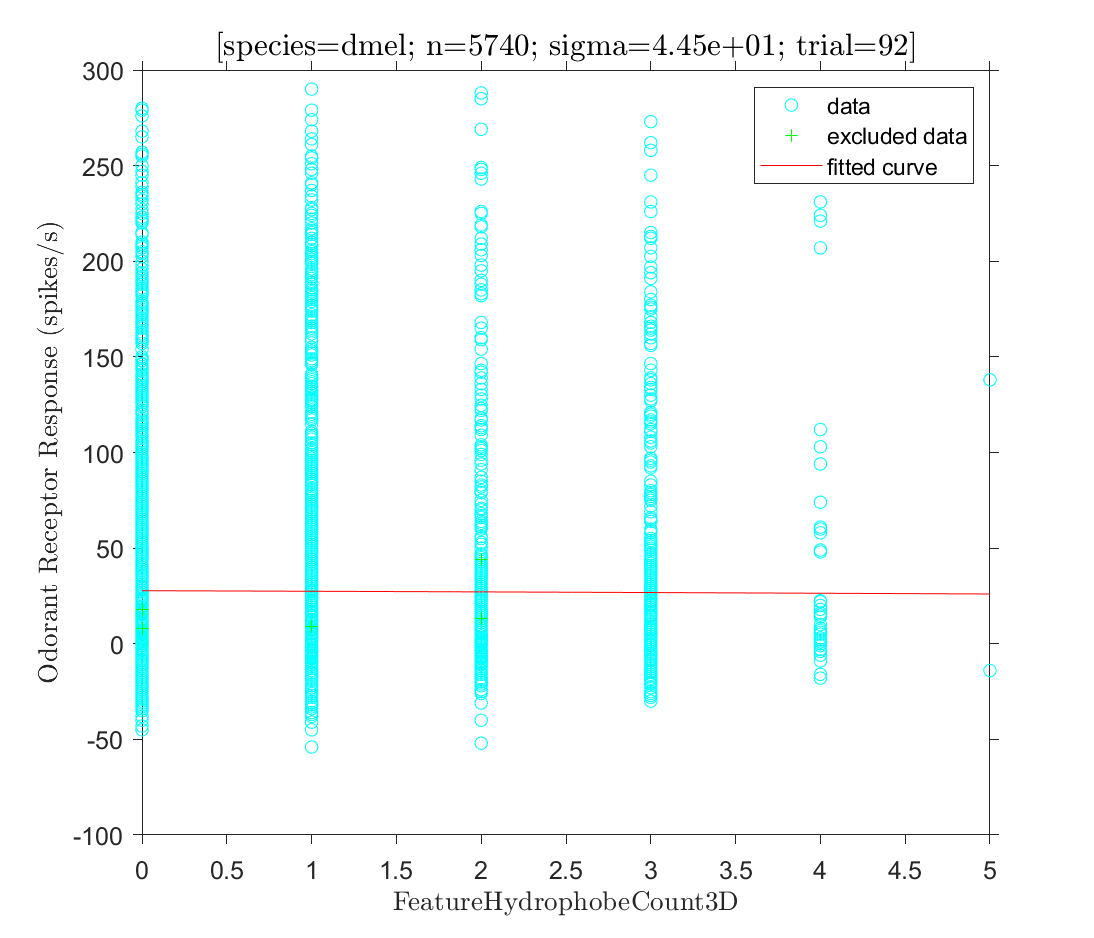 [species=dmel; n=5740; sigma=4.45e+01; trial=92]
300
250
200
150
100
50
0
-50
-100
Odorant Receptor Response (spikes/s)
data
excluded data
fitted curve
0 0.5 1 1.5 2 2.5 3 3.5 4 4.5 5
FeatureHydrophobeCount3D